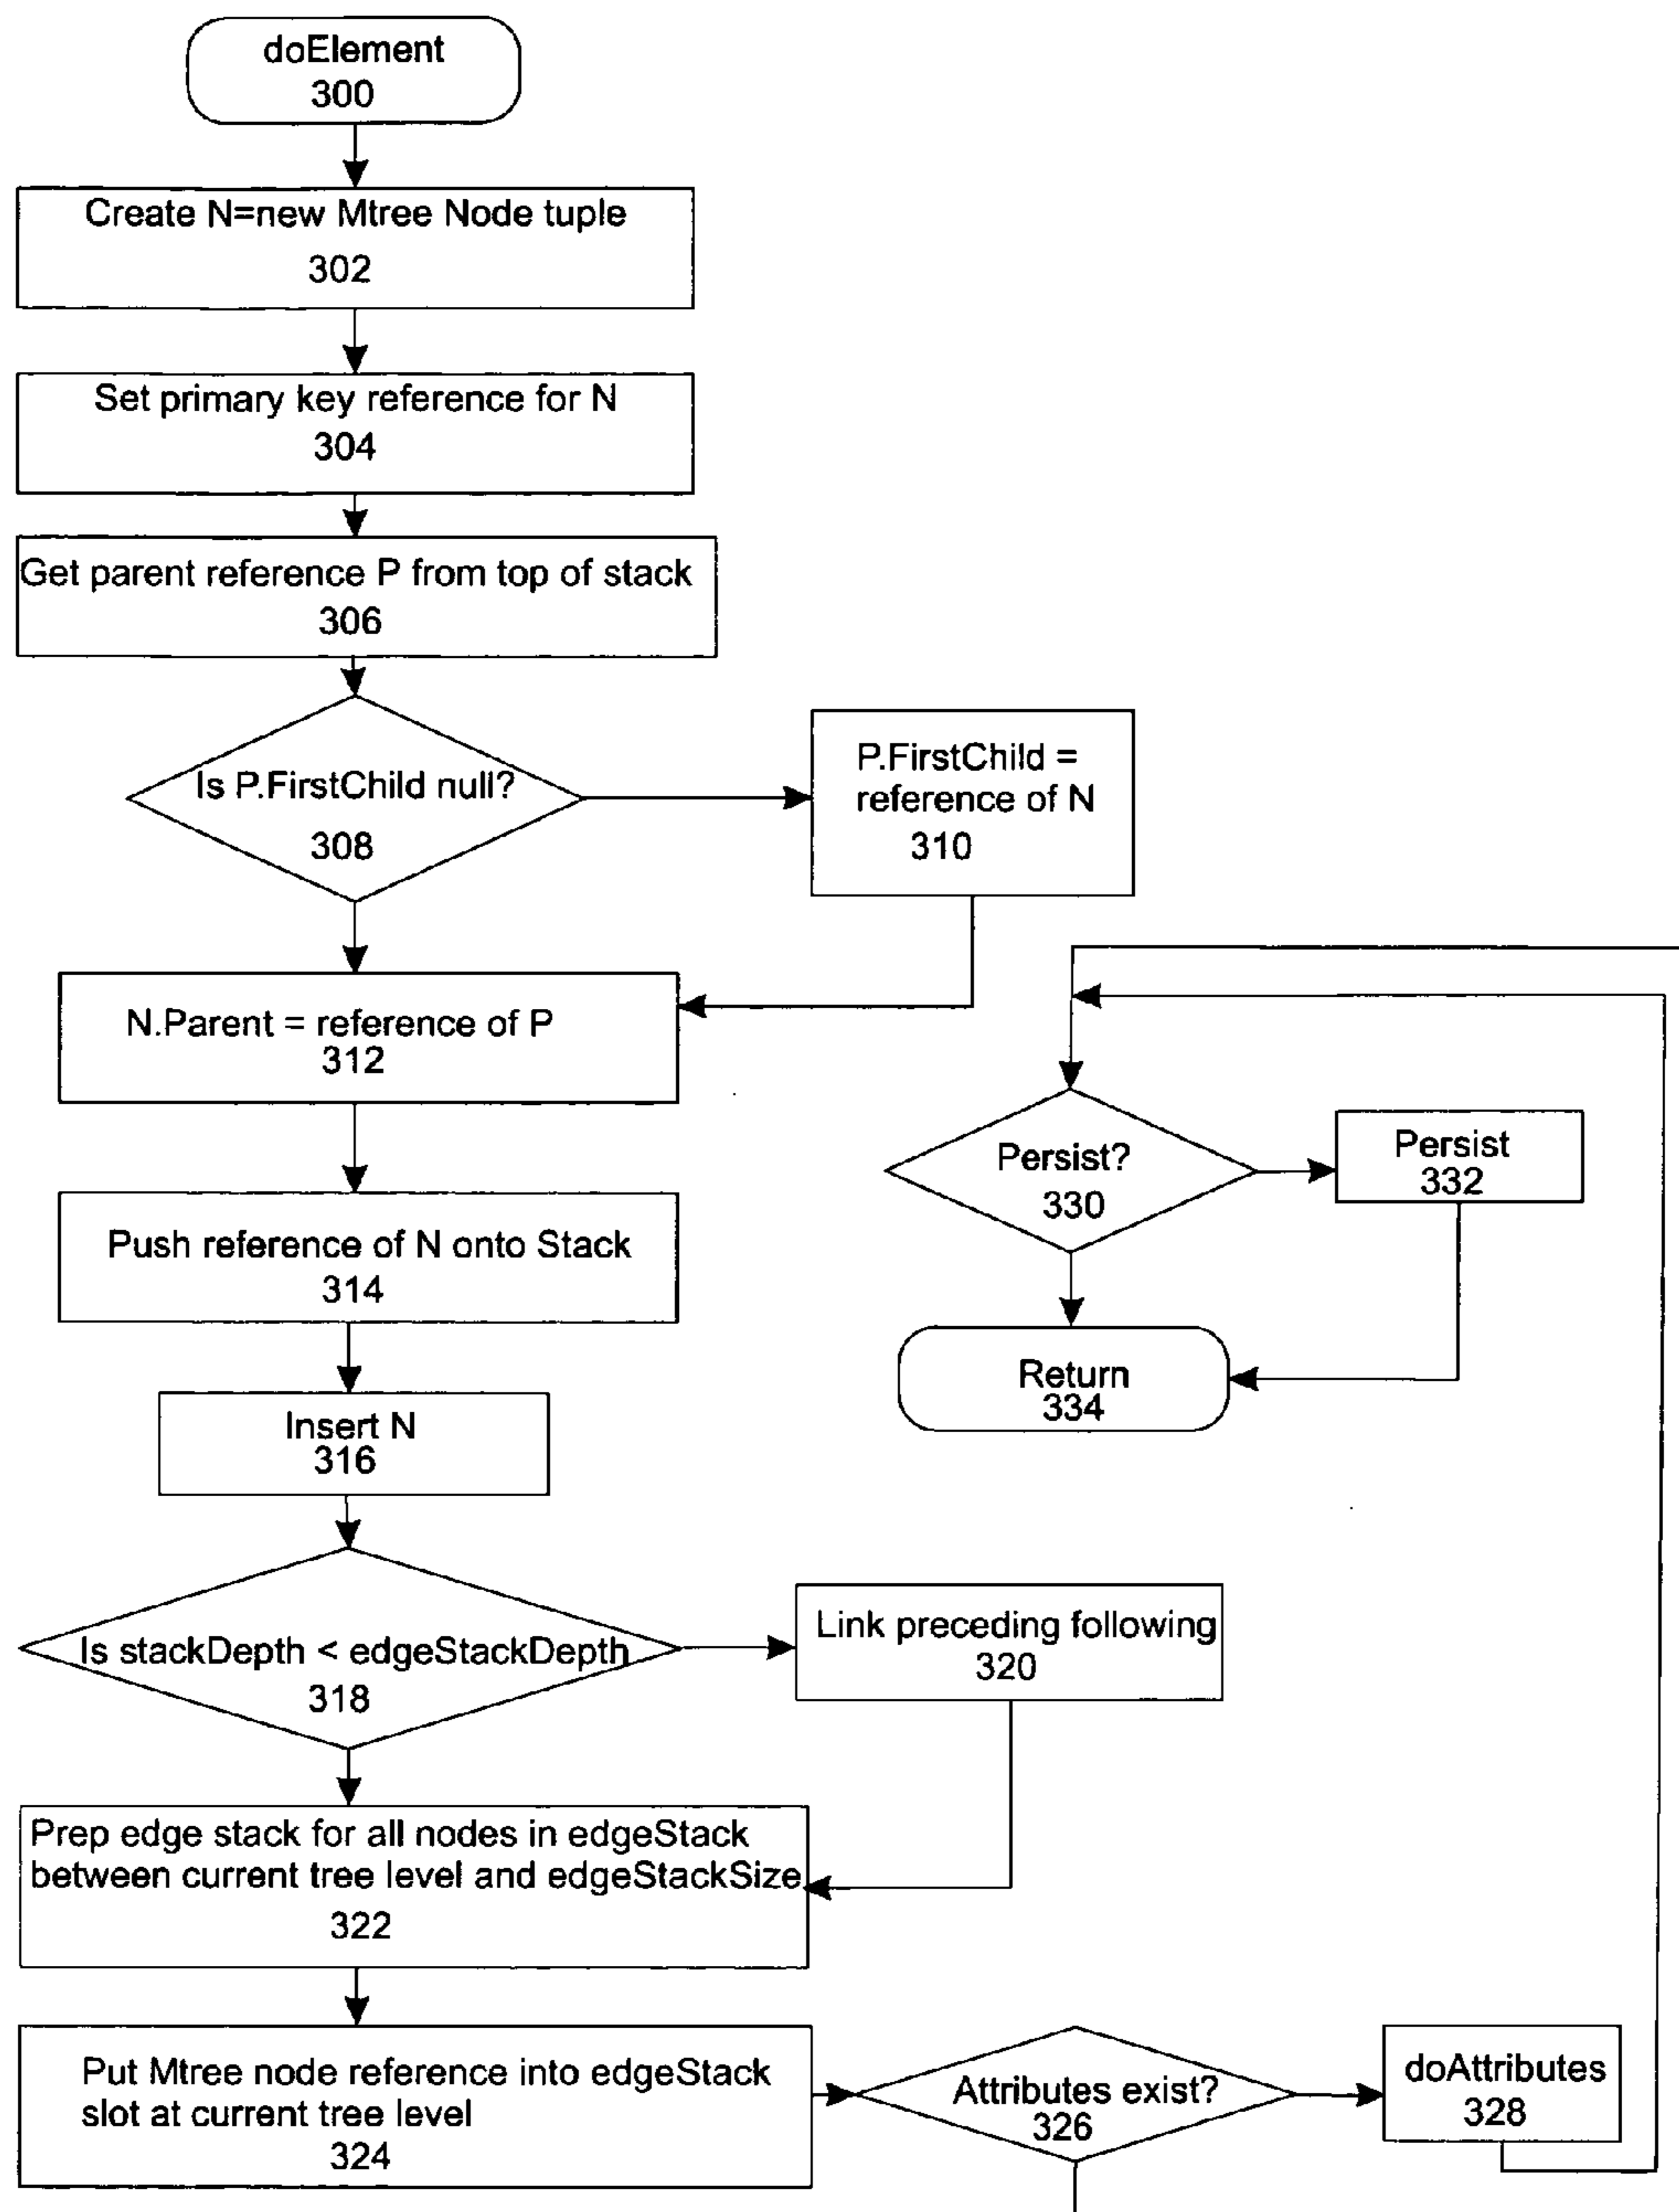 doElement
300
Create N=new Mtree Node tuple
302
Set primary key reference for N
304
Get parent reference P from top of stack
306
Is P.FirstChild null?
308
P.FirstChild =
reference of N
310
N.Parent = reference of P
312
Push reference of N onto Stack
314
Insert N
316
Is stackDepth < edgeStackDepth
318
Link preceding following
320
Prep edge stack for all nodes in edgeStack
between current tree level and edgeStackSize
322
Put Mtree node reference into edgeStack
slot at current tree level
324
Attributes exist?
326
doAttributes
328
Persist?
330
Persist
332
Return
334